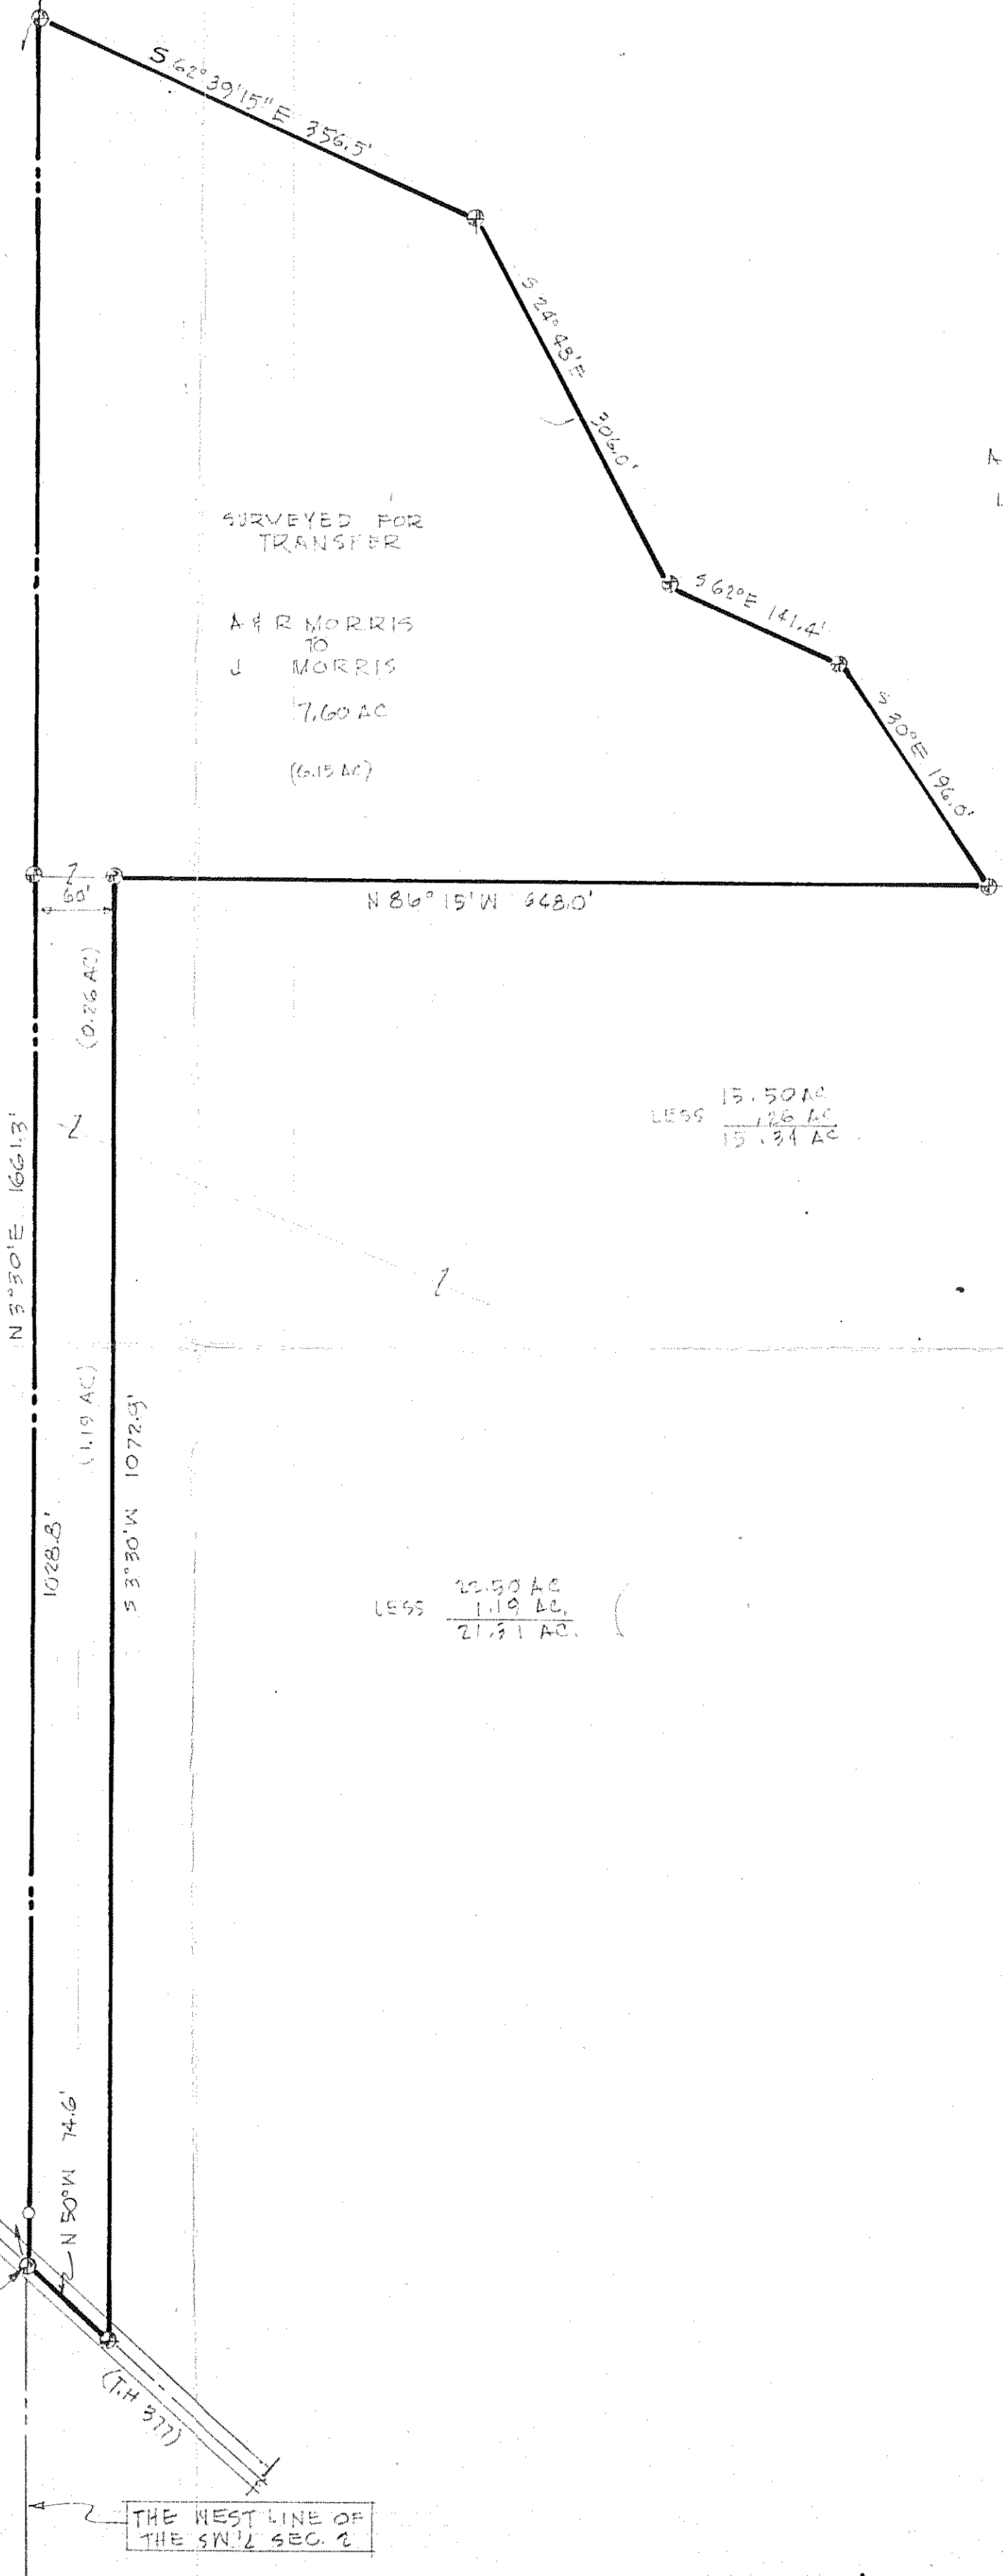 S 62° 39' 15" E 356.5'
S 24° 48' E 306.0'
SURVEYED FOR
TRANSFER
A & R MORRIS
TO
J MORRIS
7.60 AC
(6.15 AC)
S 62° E 141.4'
S 30° E 196.0'
60'
N 86° 15' W 648.0'
(0.26 AC)
15.50 AC
LESS .26 AC
15.34 AC
N 3° 30' E 1661.3'
(1.19 AC)
S 3° 30' W 1072.9'
1028.8'
22.50 AC
LESS 1.19 AC.
21.31 AC.
N 50° W 74.6'
(T.H 377)
THE WEST LINE OF
THE SW. 1/4 SEC. 2